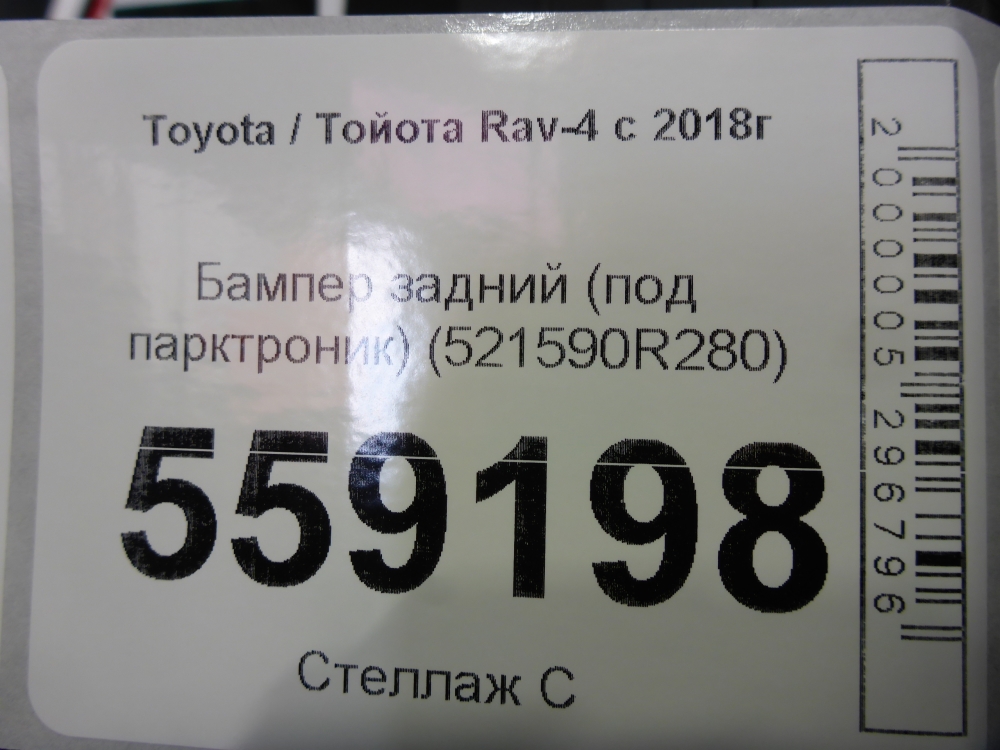 Toyota / Тойота Rav-4 с 2018г
Бампер задний (под
парктроник) (521590R280)
559198
Стеллаж С
2000005296796